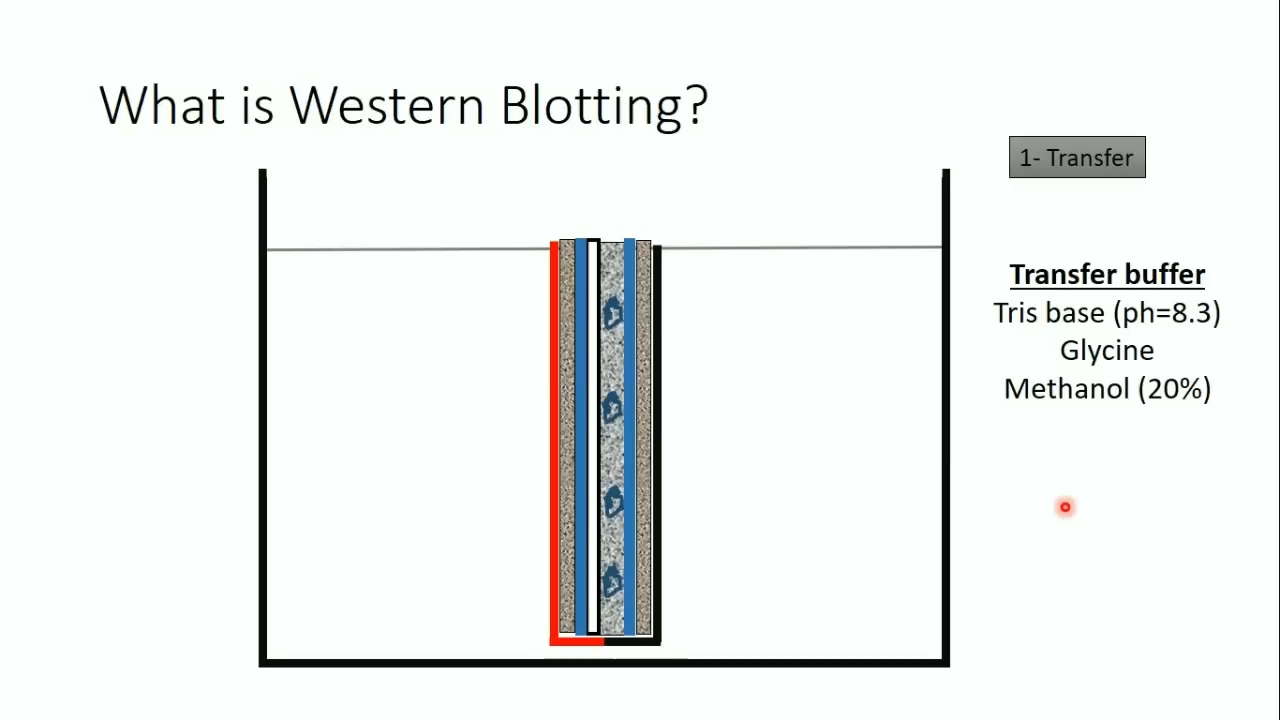 What is Western Blotting?
1- Transfer
Transfer buffer
Tris base (ph=8.3)
Glycine
Methanol (20%)